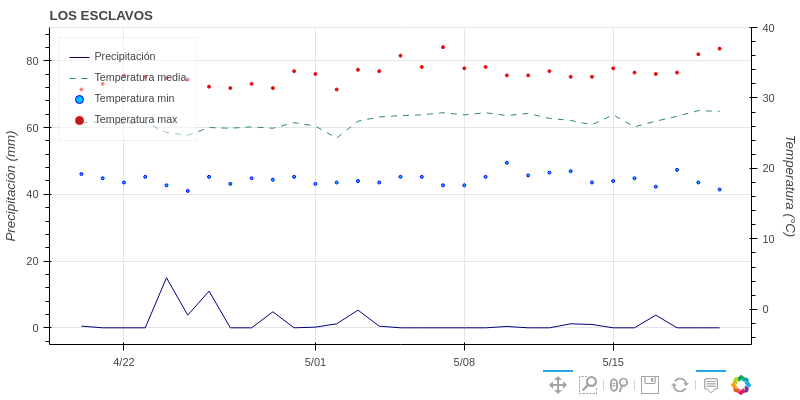 LOS ESCLAVOS
Precipitación
Temperatura media
Temperatura min
Temperatura max
Precipitación (mm)
80
60
40
20
0
Temperatura (°C)
40
30
20
10
0
4/22
5/01
5/08
5/15